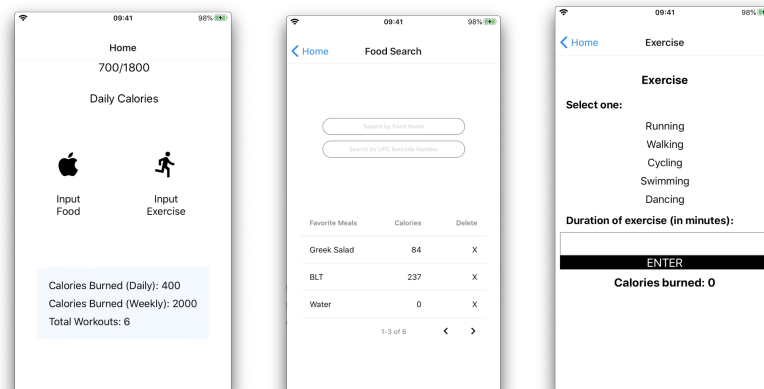 09:41 98%
Home
700/1800
Daily Calories
Input Food
Input Exercise
Calories Burned (Daily): 400
Calories Burned (Weekly): 2000
Total Workouts: 6
09:41 98%
Home Food Search
Search by Food Name
Search by UPC Barcode Number
Favorite Meals Calories Delete
Greek Salad 84 X
BLT 237 X
Water 0 X
1-3 of 6
09:41 98%
Home Exercise
Exercise
Select one:
Running
Walking
Cycling
Swimming
Dancing
Duration of exercise (in minutes):
ENTER
Calories burned: 0